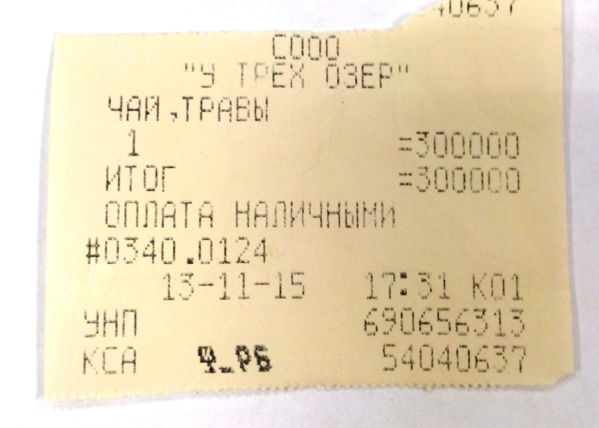 40637
СООО
"У ТРЕХ ОЗЕР"
ЧАЙ,ТРАВЫ
1 =300000
ИТОГ =300000
ОПЛАТА НАЛИЧНЫМИ
#0340.0124
13-11-15 17:31 К01
УНП 690656313
КСА 54040637